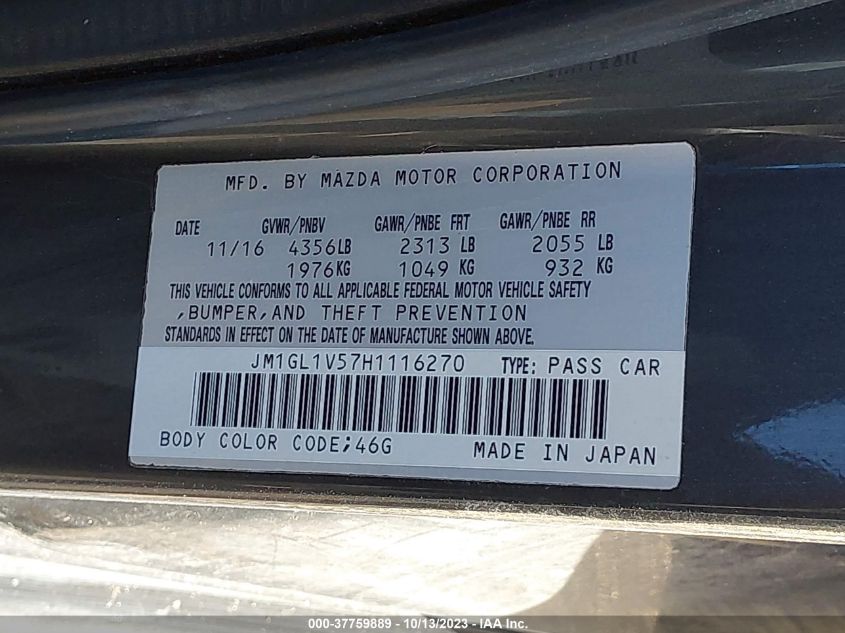 MFD. BY MAZDA MOTOR CORPORATION
DATE GVWR/PNBV GAWR/PNBE FRT GAWR/PNBE RR
11/16 4356LB 2313 LB 2055 LB
1976KG 1049 KG 932 KG
THIS VEHICLE CONFORMS TO ALL APPLICABLE FEDERAL MOTOR VEHICLE SAFETY
,BUMPER,AND THEFT PREVENTION
STANDARDS IN EFFECT ON THE DATE OF MANUFACTURE SHOWN ABOVE.
JM1GL1V57H1116270 TYPE: PASS CAR
BODY COLOR CODE;46G MADE IN JAPAN
000-37759889 - 10/13/2023 - IAA Inc.